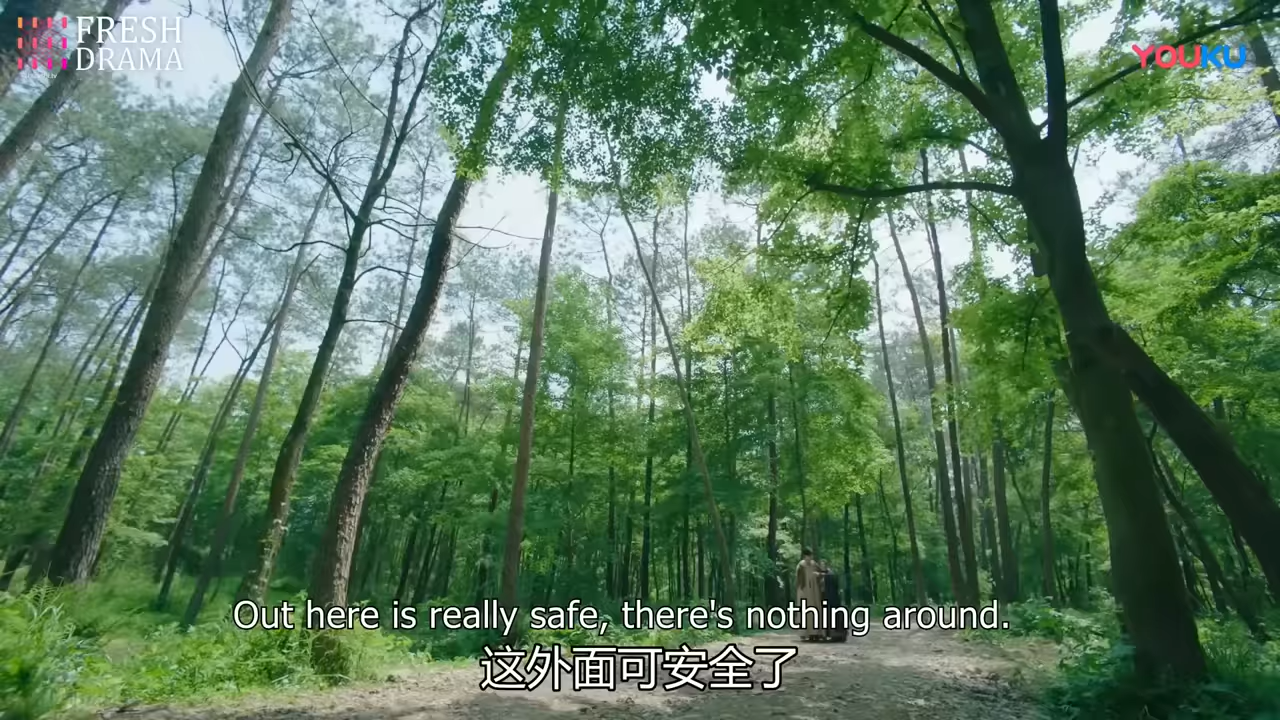 FRESH
DRAMA
YOUKU
Out here is really safe, there's nothing around.
这外面可安全了